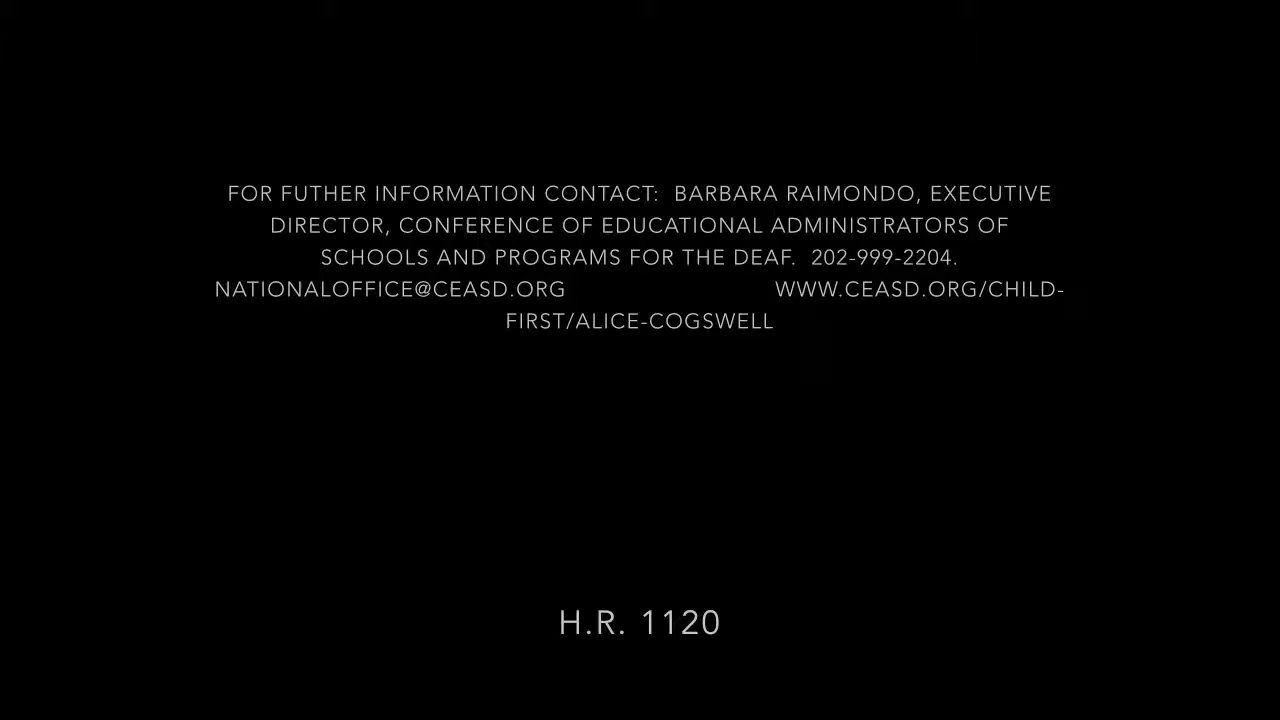 FOR FUTHER INFORMATION CONTACT:  BARBARA RAIMONDO, EXECUTIVE
DIRECTOR, CONFERENCE OF EDUCATIONAL ADMINISTRATORS OF
SCHOOLS AND PROGRAMS FOR THE DEAF.  202-999-2204.
NATIONALOFFICE@CEASD.ORG WWW.CEASD.ORG/CHILD-
FIRST/ALICE-COGSWELL
H.R. 1120